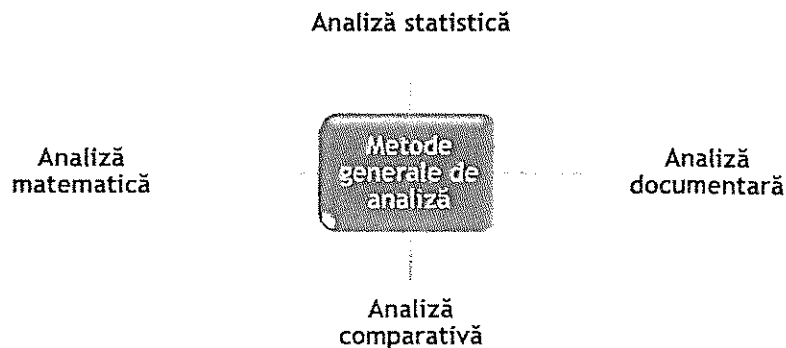 Analiză statistică
Analiză
matematică
Metode
generale de
analiză
Analiză
documentară
Analiză
comparativă